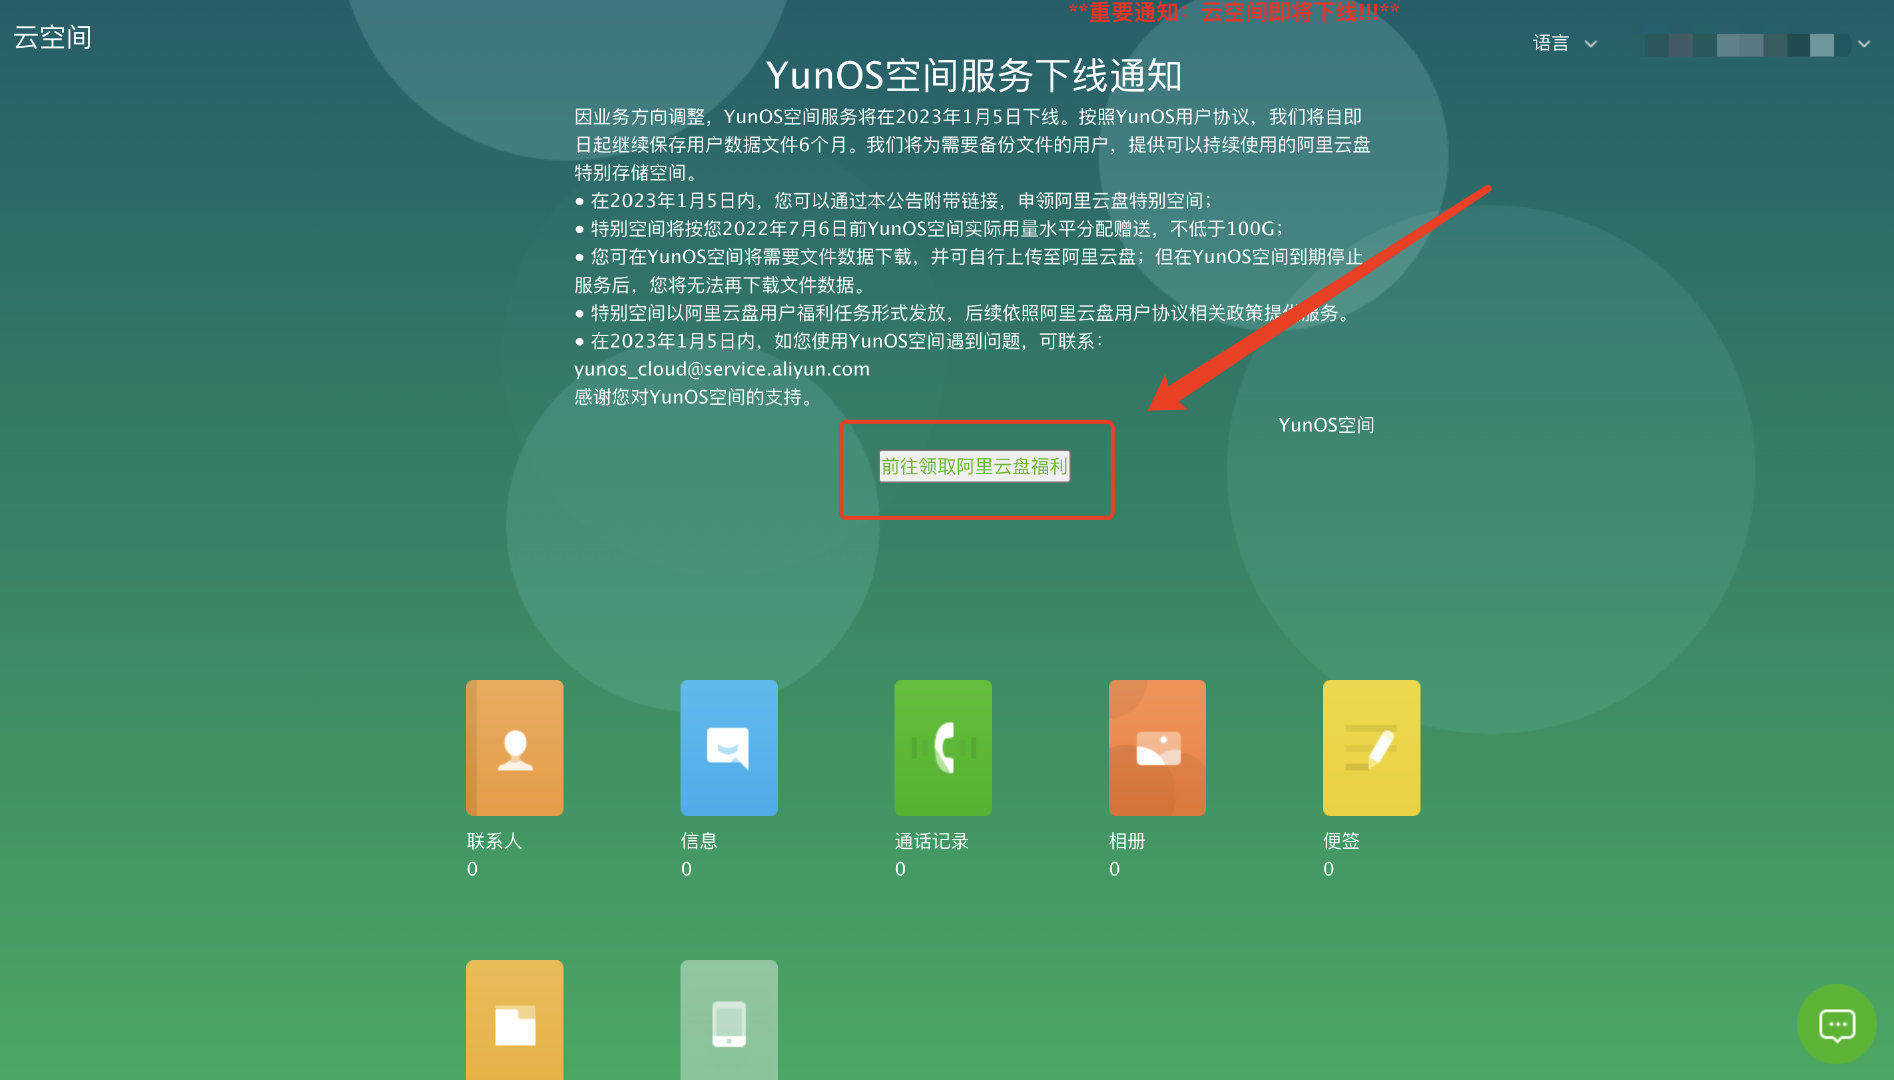 **重要通知：云空间即将下线!!!**
云空间
语言
YunOS空间服务下线通知
因业务方向调整，YunOS空间服务将在2023年1月5日下线。按照YunOS用户协议，我们将自即
日起继续保存用户数据文件6个月。我们将为需要备份文件的用户，提供可以持续使用的阿里云盘
特别存储空间。
● 在2023年1月5日内，您可以通过本公告附带链接，申领阿里云盘特别空间；
● 特别空间将按您2022年7月6日前YunOS空间实际用量水平分配赠送，不低于100G；
● 您可在YunOS空间将需要文件数据下载，并可自行上传至阿里云盘；但在YunOS空间到期停止
服务后，您将无法再下载文件数据。
● 特别空间以阿里云盘用户福利任务形式发放，后续依照阿里云盘用户协议相关政策提供服务。
● 在2023年1月5日内，如您使用YunOS空间遇到问题，可联系：
yunos_cloud@service.aliyun.com
感谢您对YunOS空间的支持。
YunOS空间
前往领取阿里云盘福利
联系人
0
信息
0
通话记录
0
相册
0
便签
0